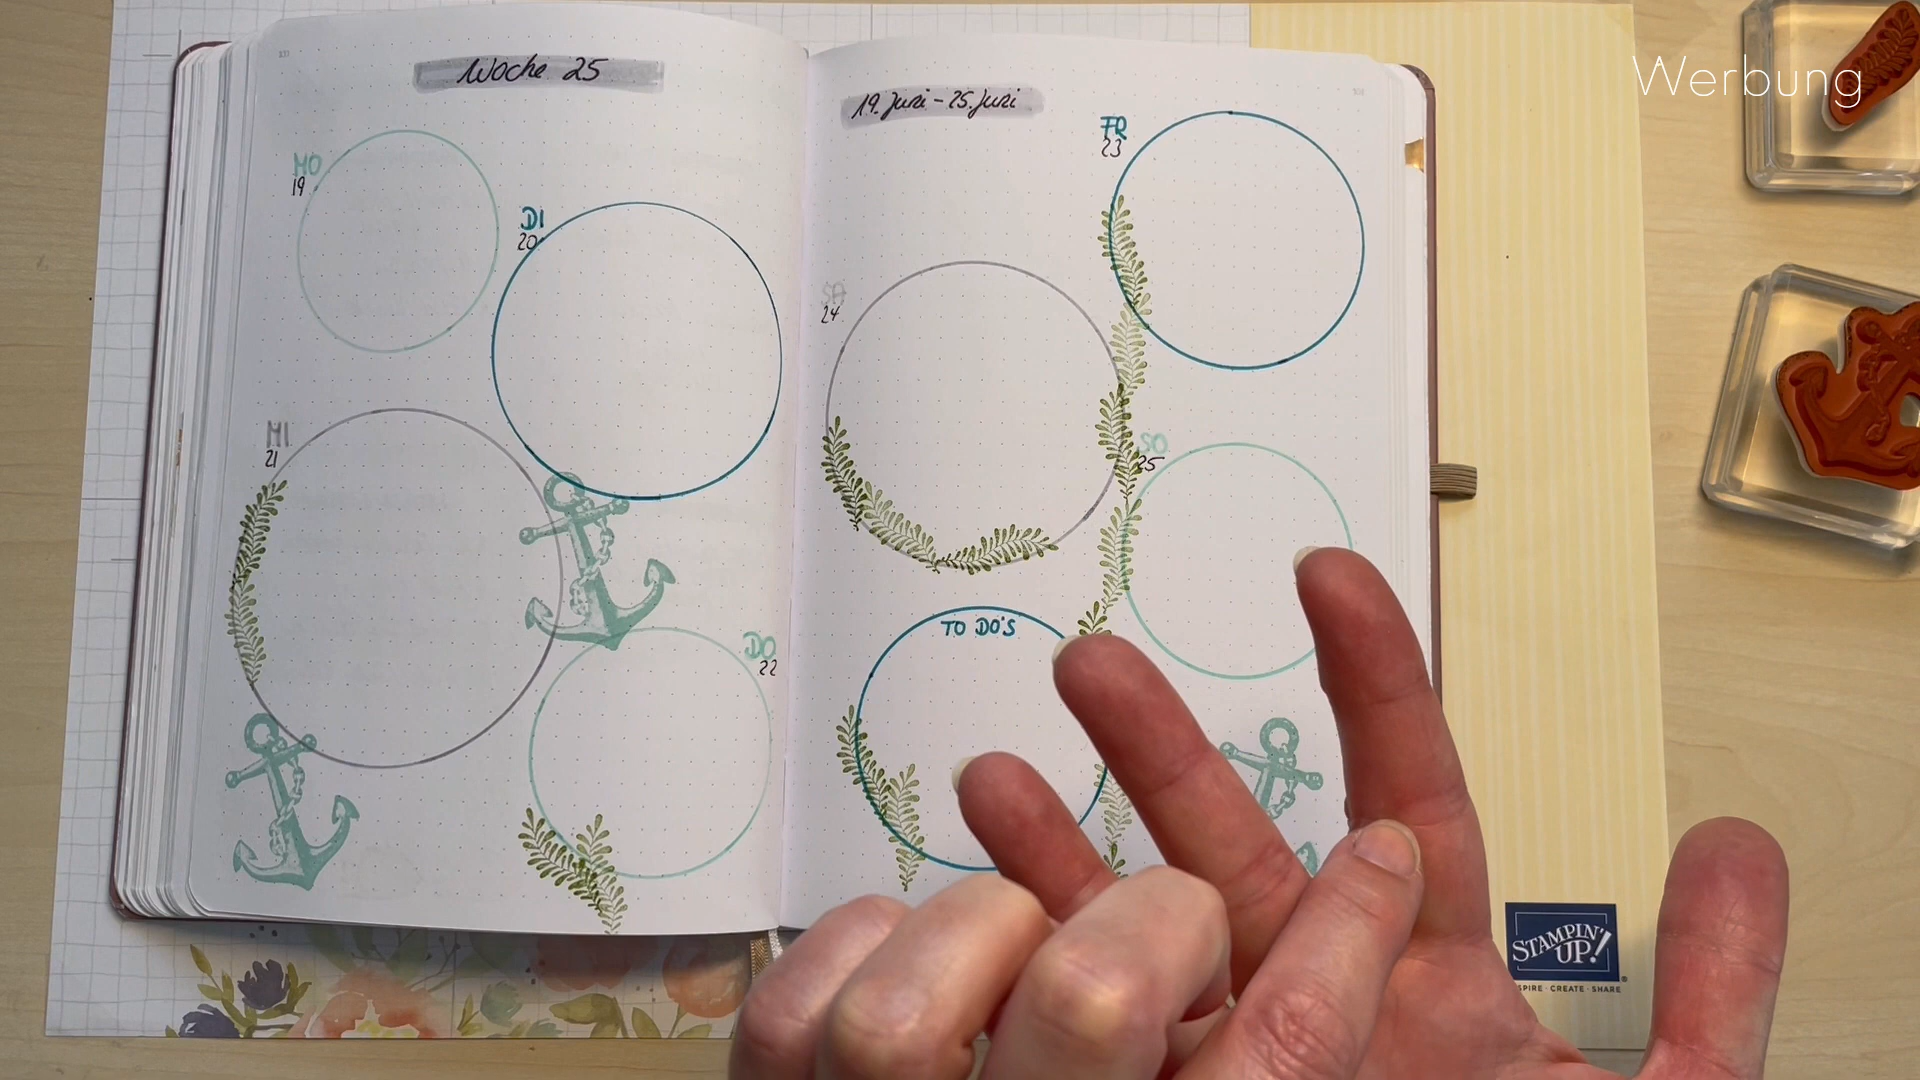 Werbung
Woche 25
19. Juni - 25. Juni
MO
19
DI
20
MI
21
DO
22
FR
23
SA
24
SO
25
TO DO'S
STAMPIN' UP!®
SPIRE · CREATE · SHARE